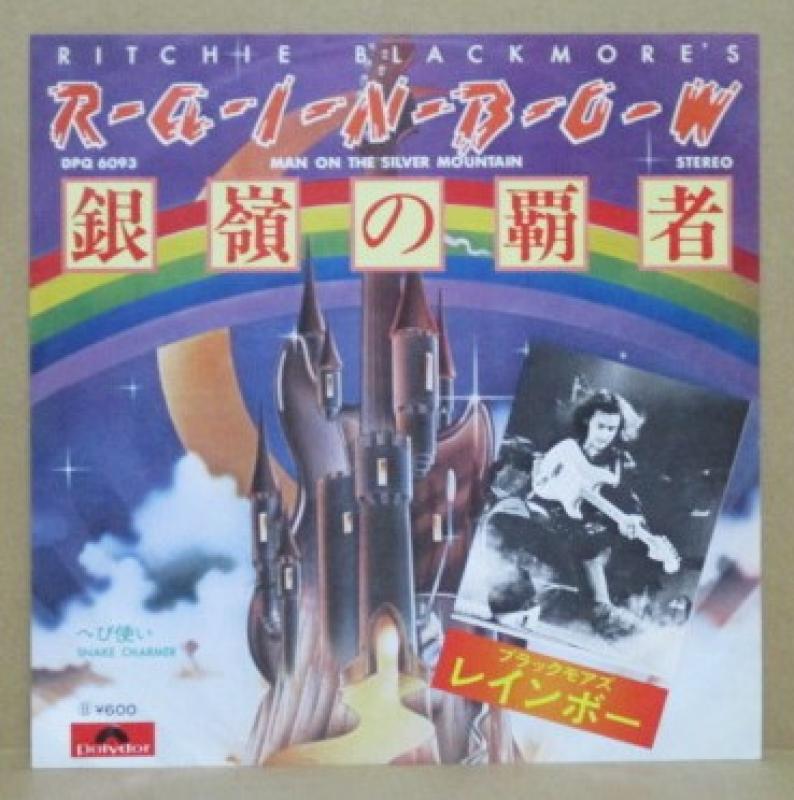 RITCHIE BLACKMORE'S
R-A-I-N-B-O-W
DPQ 6093 MAN ON THE SILVER MOUNTAIN STEREO
銀嶺の覇者
へび使い
SNAKE CHARMER
ブラックモアズ
レインボー
Ⓑ ¥600
Polydor